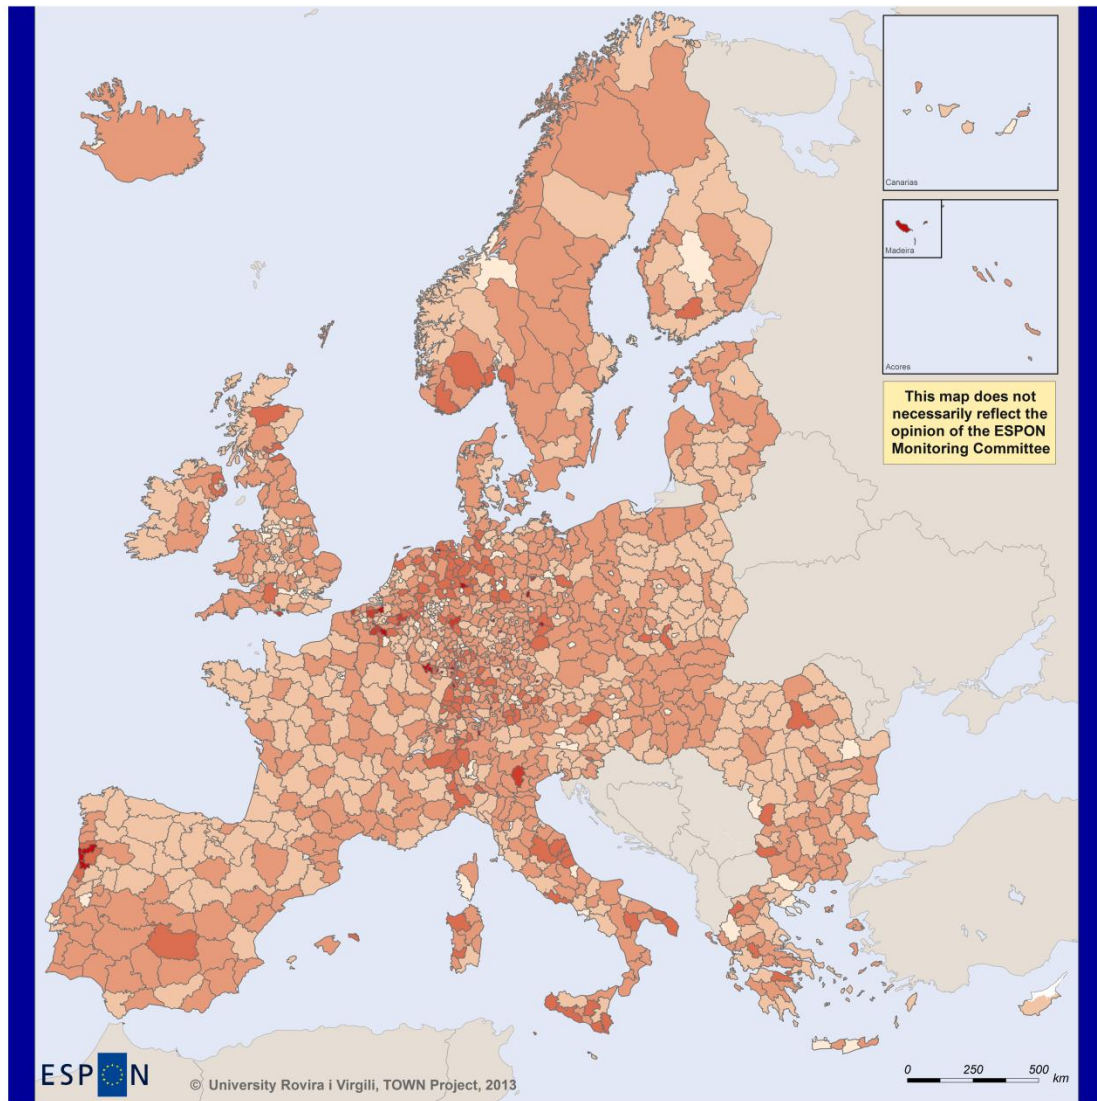 Canarias
Madeira
Acores
This map does not
necessarily reflect the
opinion of the ESPON
Monitoring Committee
ESPON
© University Rovira i Virgili, TOWN Project, 2013
0 250 500
km